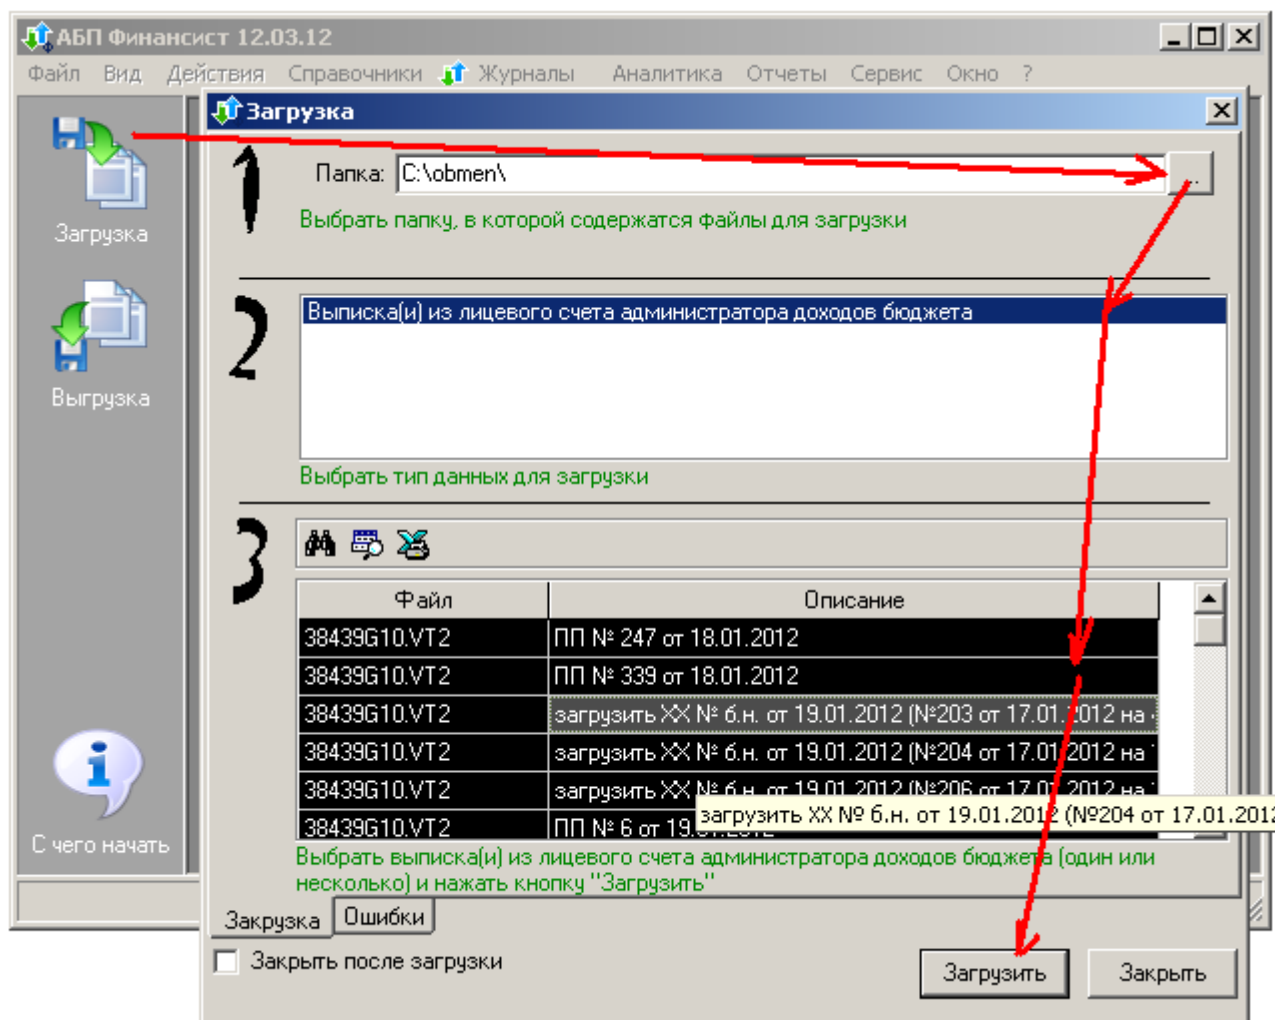 АБП Финансист 12.03.12
Файл Вид Действия Справочники Журналы Аналитика Отчеты Сервис Окно ?
Загрузка
1
Папка: C:\obmen\ ...
Выбрать папку, в которой содержатся файлы для загрузки
Загрузка
2
Выписка(и) из лицевого счета администратора доходов бюджета
Выгрузка
Выбрать тип данных для загрузки
3
Файл Описание
38439G10.VT2 ПП № 247 от 18.01.2012
38439G10.VT2 ПП № 339 от 18.01.2012
38439G10.VT2 загрузить XX № б.н. от 19.01.2012 (№203 от 17.01.2012 на
38439G10.VT2 загрузить XX № б.н. от 19.01.2012 (№204 от 17.01.2012 на
38439G10.VT2 загрузить XX № б.н. от 19.01.2012 (№206 от 17.01.2012 на
загрузить XX № б.н. от 19.01.2012 (№204 от 17.01.2012
38439G10.VT2 ПП № 6 от 19.01.2012
С чего начать
Выбрать выписка(и) из лицевого счета администратора доходов бюджета (один или
несколько) и нажать кнопку "Загрузить"
Закрузка Ошибки
Закрыть после загрузки
Загрузить Закрыть